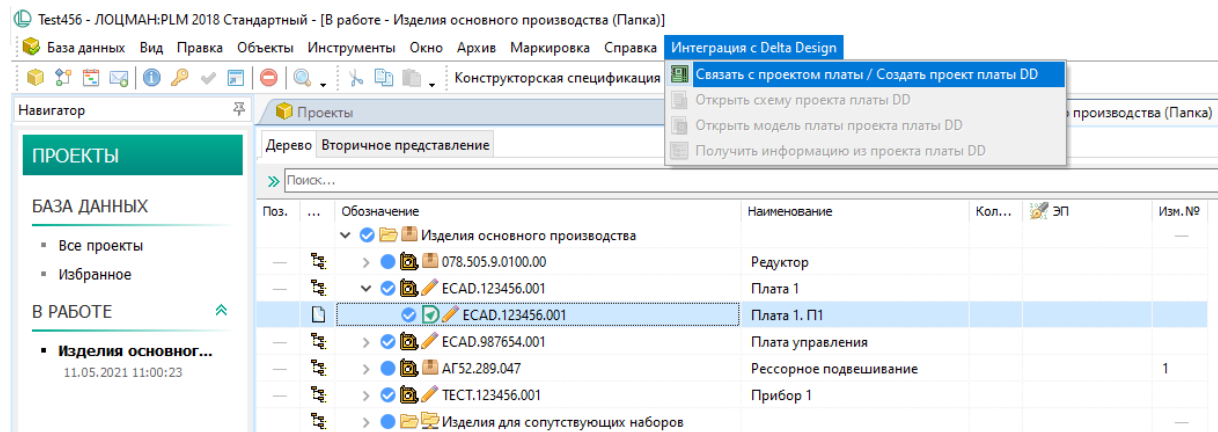 Test456 - ЛОЦМАН:PLM 2018 Стандартный - [В работе - Изделия основного производства (Папка)]
База данных Вид Правка Объекты Инструменты Окно Архив Маркировка Справка Интеграция с Delta Design
Конструкторская спецификация
Связать с проектом платы / Создать проект платы DD
Открыть схему проекта платы DD
Открыть модель платы проекта платы DD
Получить информацию из проекта платы DD
Навигатор
Проекты
производства (Папка)
Дерево Вторичное представление
Поиск...
ПРОЕКТЫ
БАЗА ДАННЫХ
Все проекты
Избранное
В РАБОТЕ
Изделия основног...
11.05.2021 11:00:23
Поз. ... Обозначение Наименование Кол... ЭП Изм.№
Изделия основного производства —
— 078.505.9.0100.00 Редуктор
— ECAD.123456.001 Плата 1
ECAD.123456.001 Плата 1. П1
— ECAD.987654.001 Плата управления
— АГ52.289.047 Рессорное подвешивание 1
— ТЕСТ.123456.001 Прибор 1
Изделия для сопутствующих наборов —